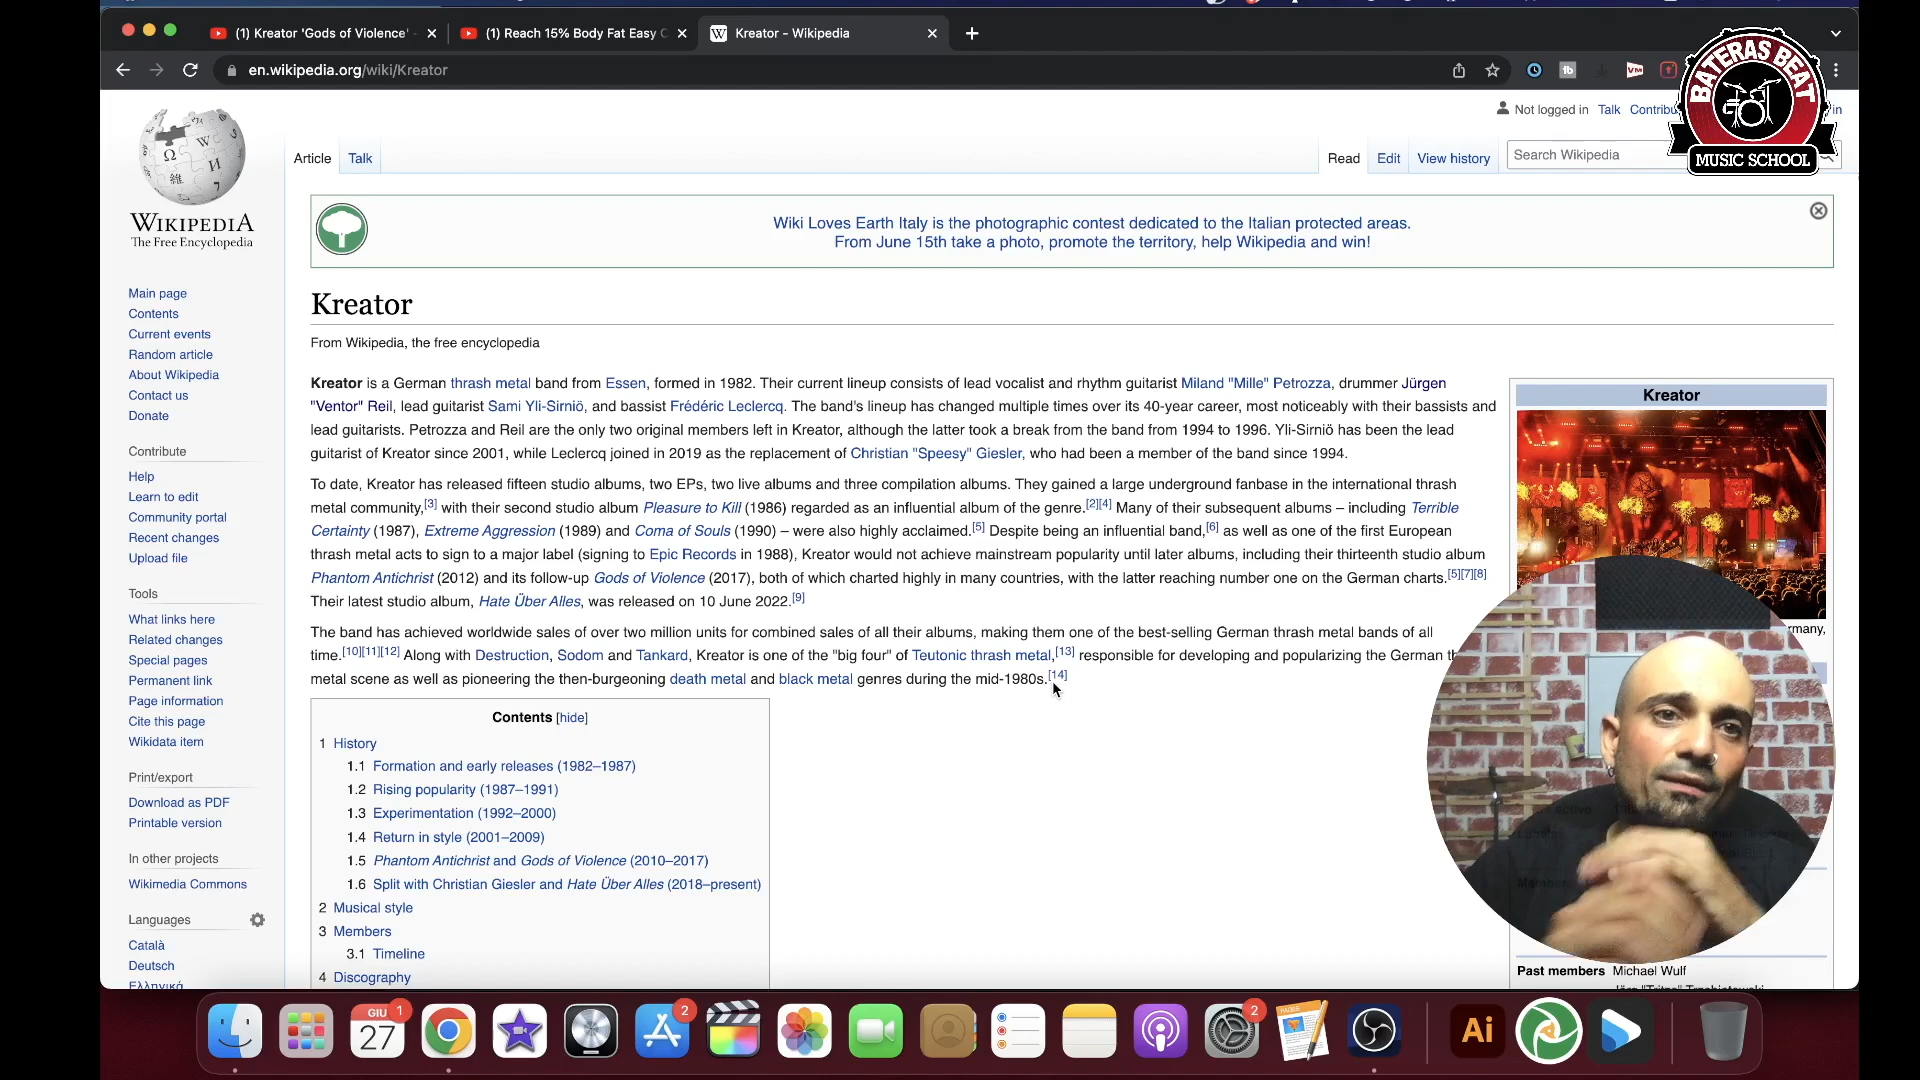 (1) Kreator 'Gods of Violence'
(1) Reach 15% Body Fat Easy
Kreator - Wikipedia
en.wikipedia.org/wiki/Kreator
BATERAS BEAT
MUSIC SCHOOL
Not logged in Talk
in
Article Talk
Read Edit View history
Search Wikipedia
WIKIPEDIA
The Free Encyclopedia
Wiki Loves Earth Italy is the photographic contest dedicated to the Italian protected areas.
From June 15th take a photo, promote the territory, help Wikipedia and win!
Main page
Contents
Current events
Random article
About Wikipedia
Contact us
Donate
Contribute
Help
Learn to edit
Community portal
Recent changes
Upload file
Tools
What links here
Related changes
Special pages
Permanent link
Page information
Cite this page
Wikidata item
Print/export
Download as PDF
Printable version
In other projects
Wikimedia Commons
Languages
Català
Deutsch
Ελληνικά
Kreator
From Wikipedia, the free encyclopedia
Kreator is a German thrash metal band from Essen, formed in 1982. Their current lineup consists of lead vocalist and rhythm guitarist Miland "Mille" Petrozza, drummer Jürgen
"Ventor" Reil, lead guitarist Sami Yli-Sirniö, and bassist Frédéric Leclercq. The band's lineup has changed multiple times over its 40-year career, most noticeably with their bassists and
lead guitarists. Petrozza and Reil are the only two original members left in Kreator, although the latter took a break from the band from 1994 to 1996. Yli-Sirniö has been the lead
guitarist of Kreator since 2001, while Leclercq joined in 2019 as the replacement of Christian "Speesy" Giesler, who had been a member of the band since 1994.
To date, Kreator has released fifteen studio albums, two EPs, two live albums and three compilation albums. They gained a large underground fanbase in the international thrash
metal community,[3] with their second studio album Pleasure to Kill (1986) regarded as an influential album of the genre.[2][4] Many of their subsequent albums – including Terrible
Certainty (1987), Extreme Aggression (1989) and Coma of Souls (1990) – were also highly acclaimed.[5] Despite being an influential band,[6] as well as one of the first European
thrash metal acts to sign to a major label (signing to Epic Records in 1988), Kreator would not achieve mainstream popularity until later albums, including their thirteenth studio album
Phantom Antichrist (2012) and its follow-up Gods of Violence (2017), both of which charted highly in many countries, with the latter reaching number one on the German charts.[5][7][8]
Their latest studio album, Hate Über Alles, was released on 10 June 2022.[9]
The band has achieved worldwide sales of over two million units for combined sales of all their albums, making them one of the best-selling German thrash metal bands of all
time.[10][11][12] Along with Destruction, Sodom and Tankard, Kreator is one of the "big four" of Teutonic thrash metal,[13] responsible for developing and popularizing the German
metal scene as well as pioneering the then-burgeoning death metal and black metal genres during the mid-1980s.[14]
Contents [hide]
1 History
1.1 Formation and early releases (1982–1987)
1.2 Rising popularity (1987–1991)
1.3 Experimentation (1992–2000)
1.4 Return in style (2001–2009)
1.5 Phantom Antichrist and Gods of Violence (2010–2017)
1.6 Split with Christian Giesler and Hate Über Alles (2018–present)
2 Musical style
3 Members
3.1 Timeline
4 Discography
Kreator
Past members Michael Wulf
GIU 1
27
2
2
Ai